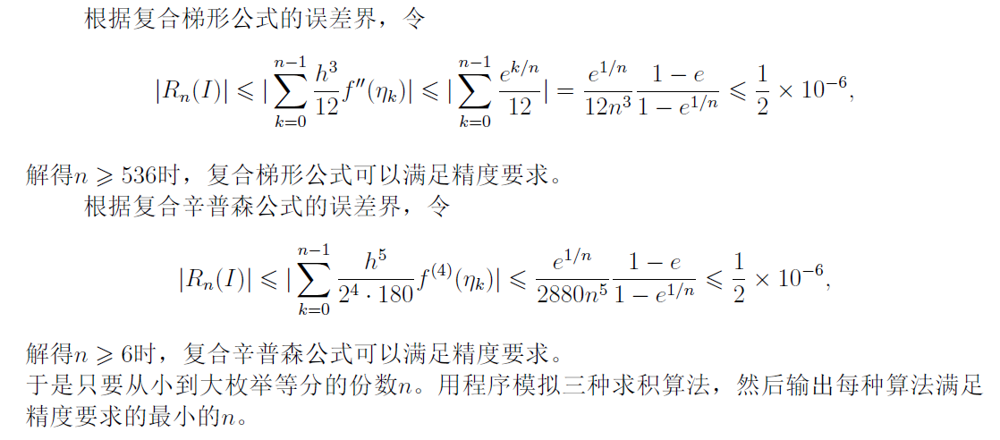 根据复合梯形公式的误差界，令
$$|R_n(I)| \leqslant |\sum_{k=0}^{n-1} \frac{h^3}{12} f''(\eta_k)| \leqslant |\sum_{k=0}^{n-1} \frac{e^{k/n}}{12}| = \frac{e^{1/n}}{12n^3} \frac{1-e}{1-e^{1/n}} \leqslant \frac{1}{2} \times 10^{-6},$$
解得$n \geqslant 536$时，复合梯形公式可以满足精度要求。
根据复合辛普森公式的误差界，令
$$|R_n(I)| \leqslant |\sum_{k=0}^{n-1} \frac{h^5}{2^4 \cdot 180} f^{(4)}(\eta_k)| \leqslant \frac{e^{1/n}}{2880n^5} \frac{1-e}{1-e^{1/n}} \leqslant \frac{1}{2} \times 10^{-6},$$
解得$n \geqslant 6$时，复合辛普森公式可以满足精度要求。
于是只要从小到大枚举等分的份数$n$。用程序模拟三种求积算法，然后输出每种算法满足
精度要求的最小的$n$。